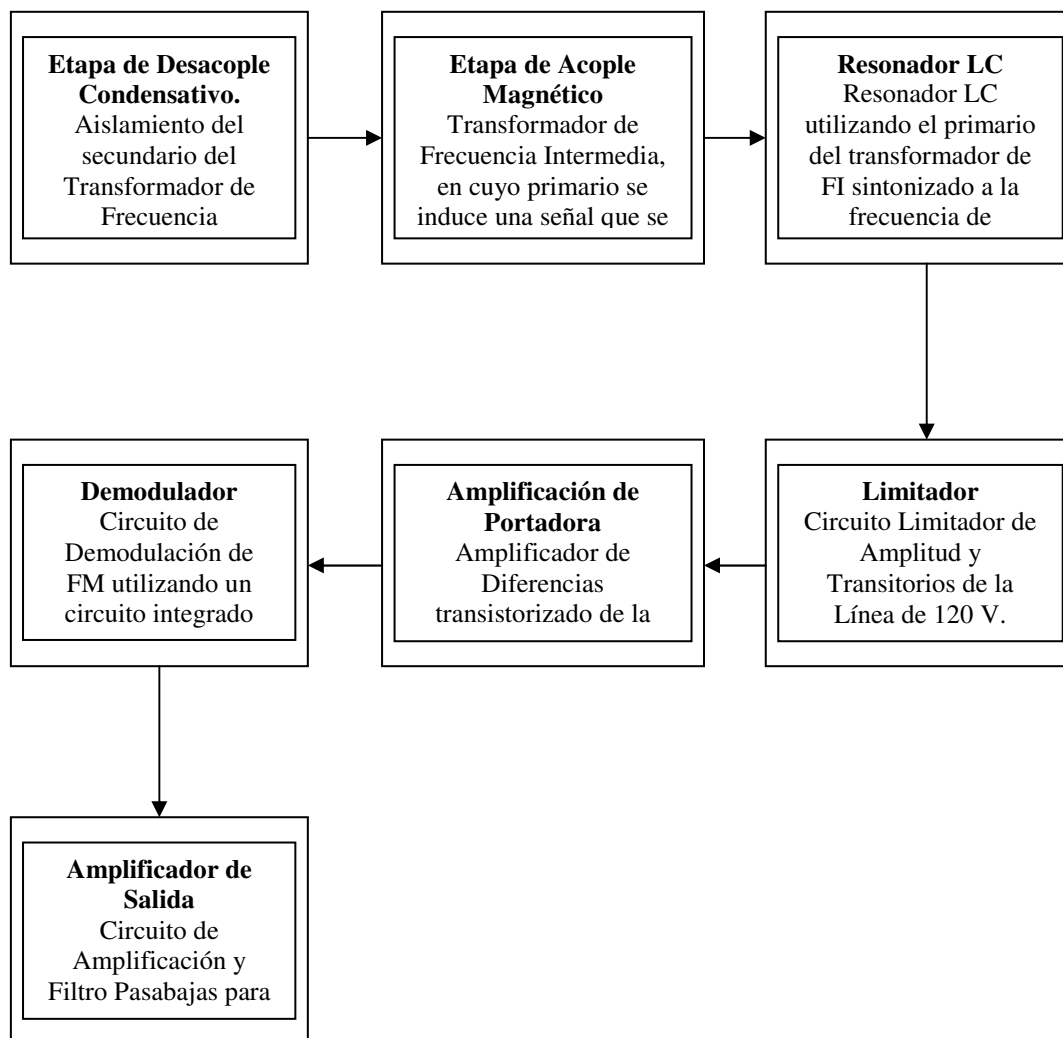 Etapa de Desacople
Condensativo.
Aislamiento del
secundario del
Transformador de
Frecuencia
Etapa de Acople
Magnético
Transformador de
Frecuencia Intermedia,
en cuyo primario se
induce una señal que se
Resonador LC
Resonador LC
utilizando el primario
del transformador de
FI sintonizado a la
frecuencia de
Limitador
Circuito Limitador de
Amplitud y
Transitorios de la
Línea de 120 V.
Amplificación de
Portadora
Amplificador de
Diferencias
transistorizado de la
Demodulador
Circuito de
Demodulación de
FM utilizando un
circuito integrado
Amplificador de
Salida
Circuito de
Amplificación y
Filtro Pasabajas para